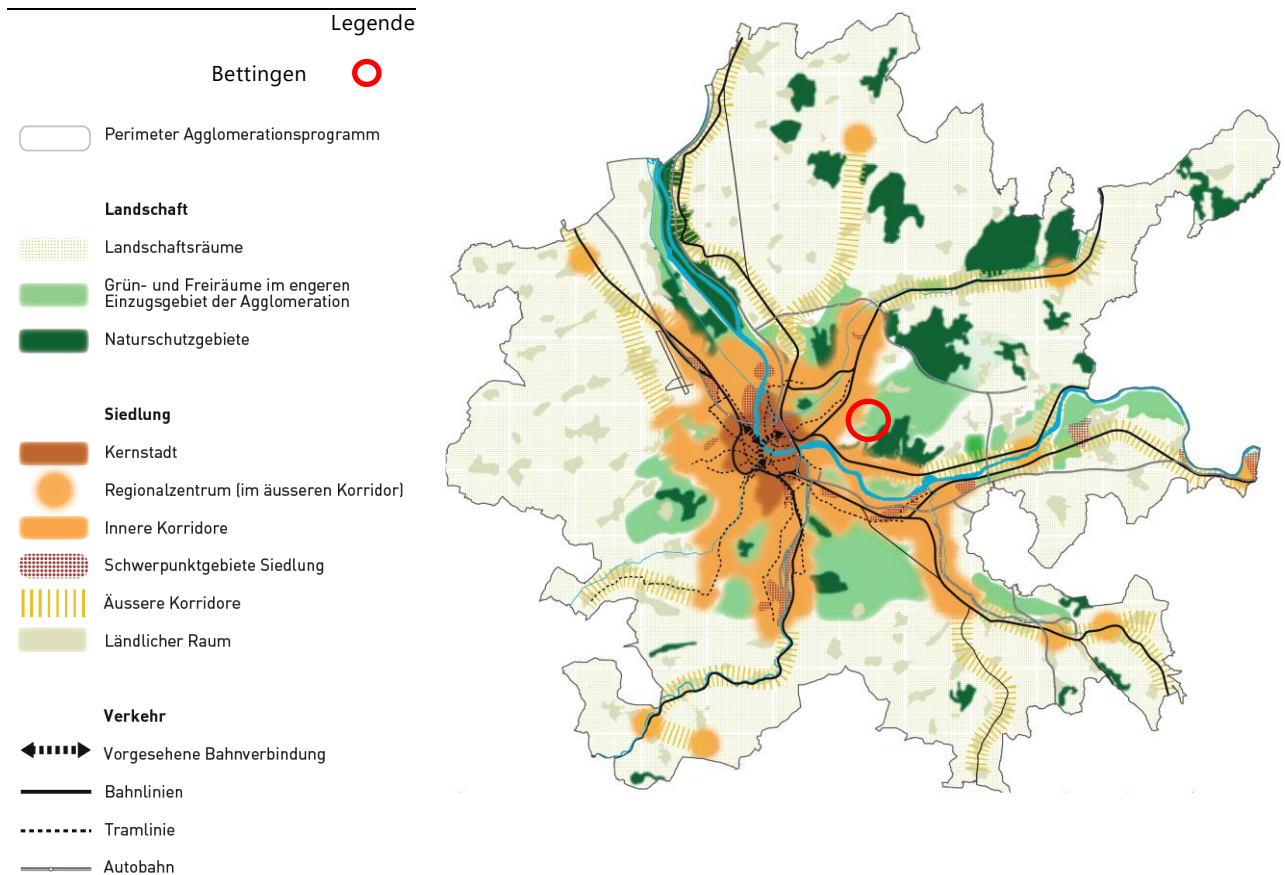 Legende
Bettingen
Perimeter Agglomerationsprogramm
Landschaft
Landschaftsräume
Grün- und Freiräume im engeren
Einzugsgebiet der Agglomeration
Naturschutzgebiete
Siedlung
Kernstadt
Regionalzentrum (im äusseren Korridor)
Innere Korridore
Schwerpunktgebiete Siedlung
Äussere Korridore
Ländlicher Raum
Verkehr
Vorgesehene Bahnverbindung
Bahnlinien
Tramlinie
Autobahn